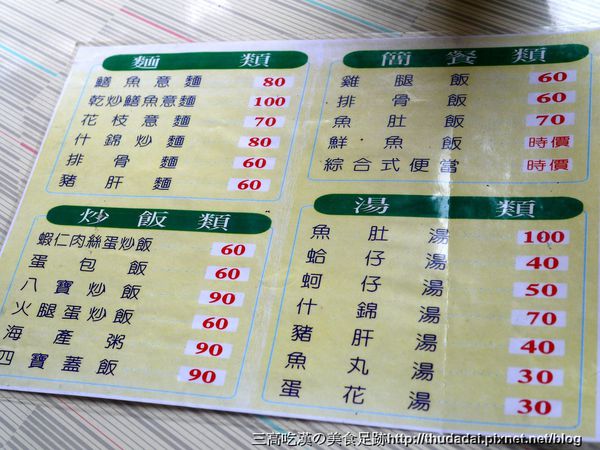 麵類
鱔魚意麵 80
乾炒鱔魚意麵 100
花枝意麵 70
什錦炒麵 80
排骨麵 60
豬肝麵 60
炒飯類
蝦仁肉絲蛋炒飯 60
蛋包飯 60
八寶炒飯 90
火腿蛋炒飯 60
海產粥 90
四寶蓋飯 90
簡餐類
雞腿飯 60
排骨飯 60
魚肚飯 70
鮮魚飯 時價
綜合式便當 時價
湯類
魚肚湯 100
蛤仔湯 40
蚵仔湯 50
什錦湯 70
豬肝湯 40
魚丸湯 30
蛋花湯 30
三高吃漢の美食足跡http://thudadai.pixnet.net/blog